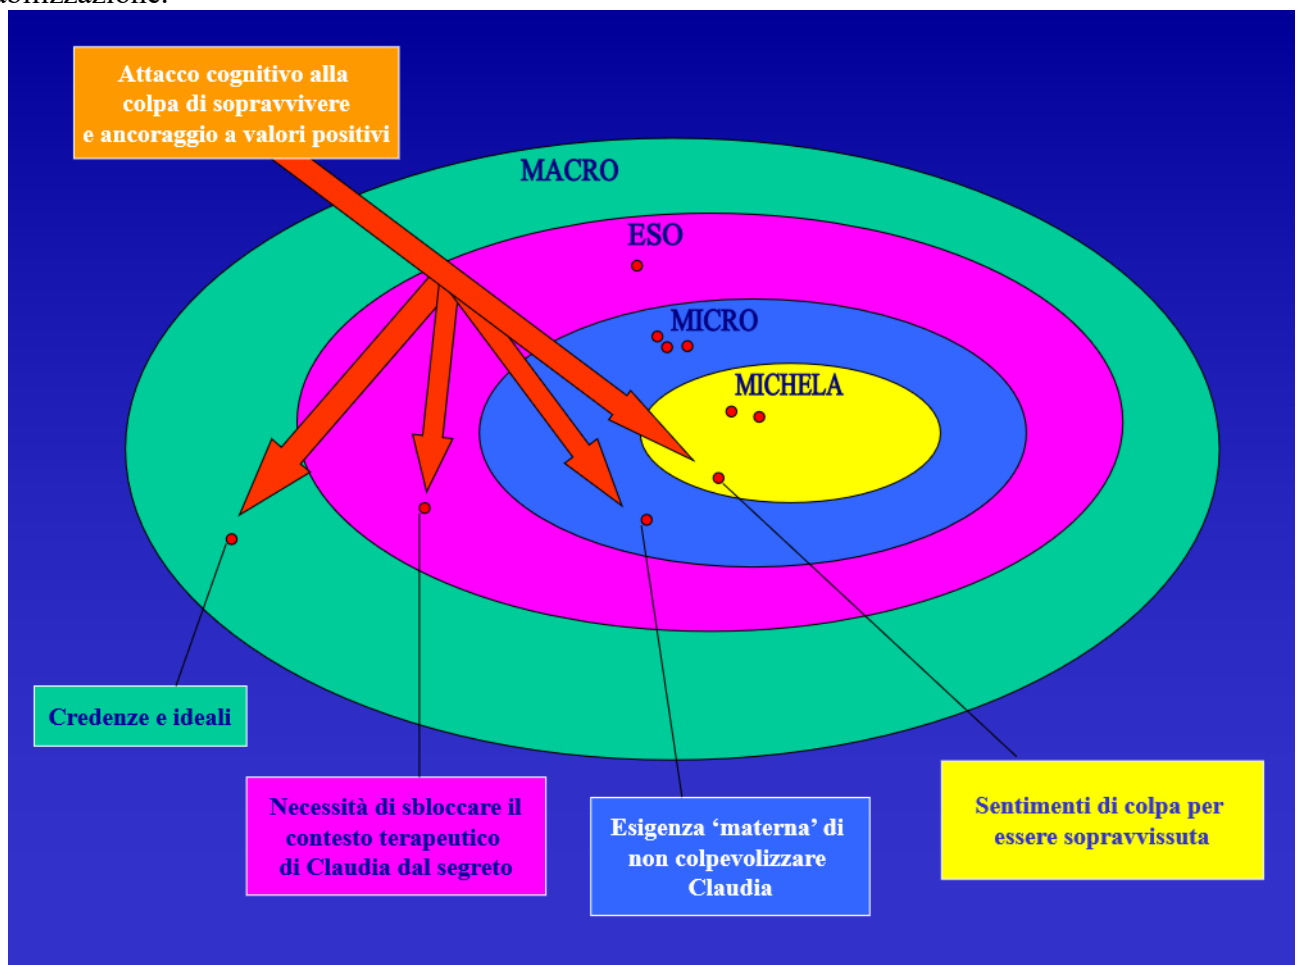 Attacco cognitivo alla
colpa di sopravvivere
e ancoraggio a valori positivi
MACRO
ESO
MICRO
MICHELA
Credenze e ideali
Necessità di sbloccare il
contesto terapeutico
di Claudia dal segreto
Esigenza ‘materna’ di
non colpevolizzare
Claudia
Sentimenti di colpa per
essere sopravvissuta